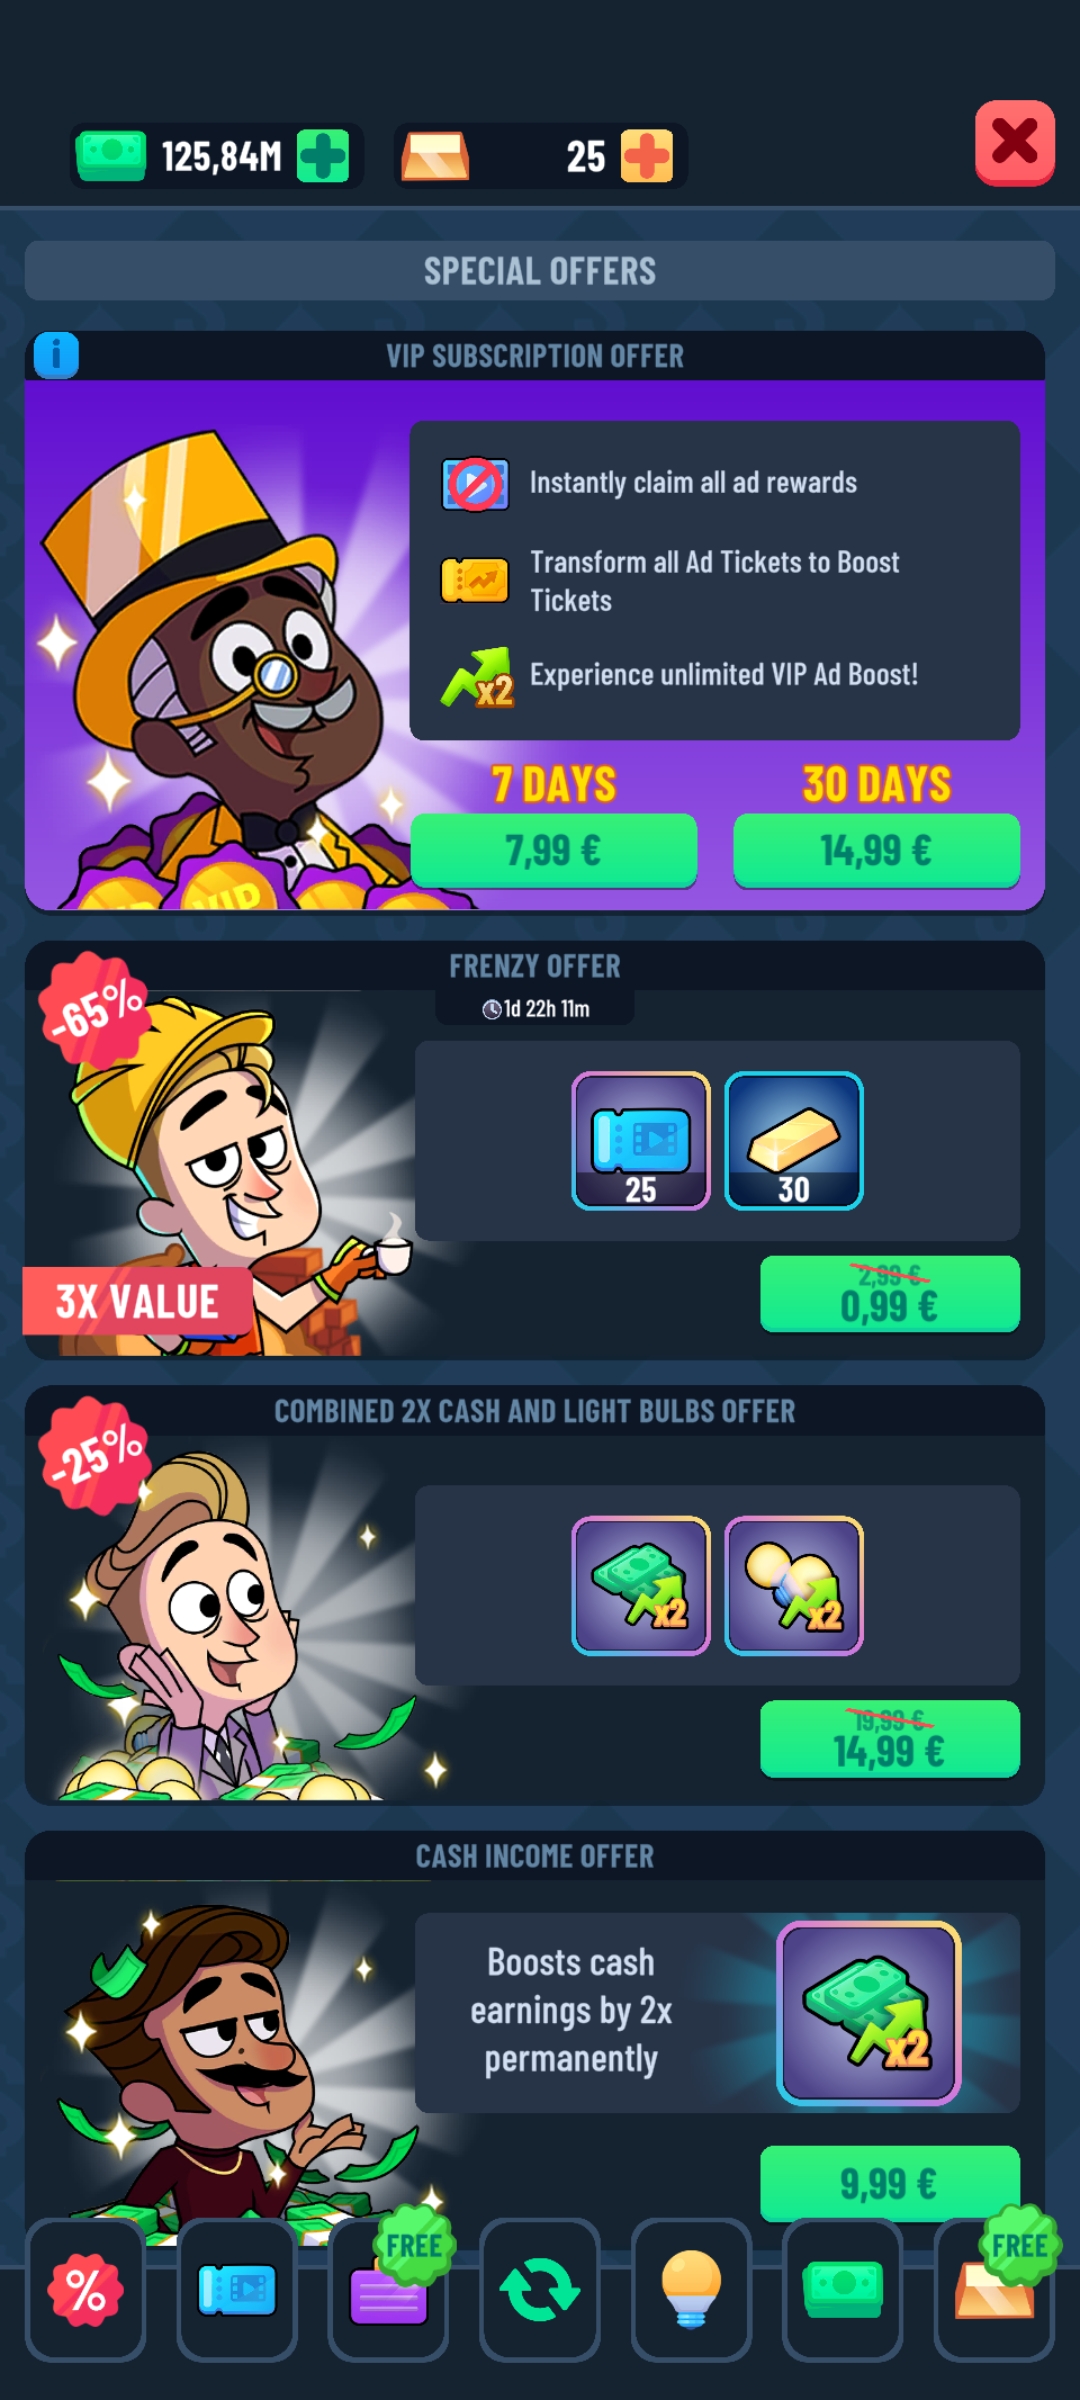 125,84M
25
SPECIAL OFFERS
i
VIP SUBSCRIPTION OFFER
Instantly claim all ad rewards
Transform all Ad Tickets to Boost
Tickets
x2
Experience unlimited VIP Ad Boost!
7 DAYS
30 DAYS
7,99 €
14,99 €
VIP
FRENZY OFFER
-65%
1d 22h 11m
25
30
3X VALUE
2,99 €
0,99 €
COMBINED 2X CASH AND LIGHT BULBS OFFER
-25%
x2
x2
19,99 €
14,99 €
CASH INCOME OFFER
Boosts cash
earnings by 2x
permanently
x2
9,99 €
FREE
FREE
%